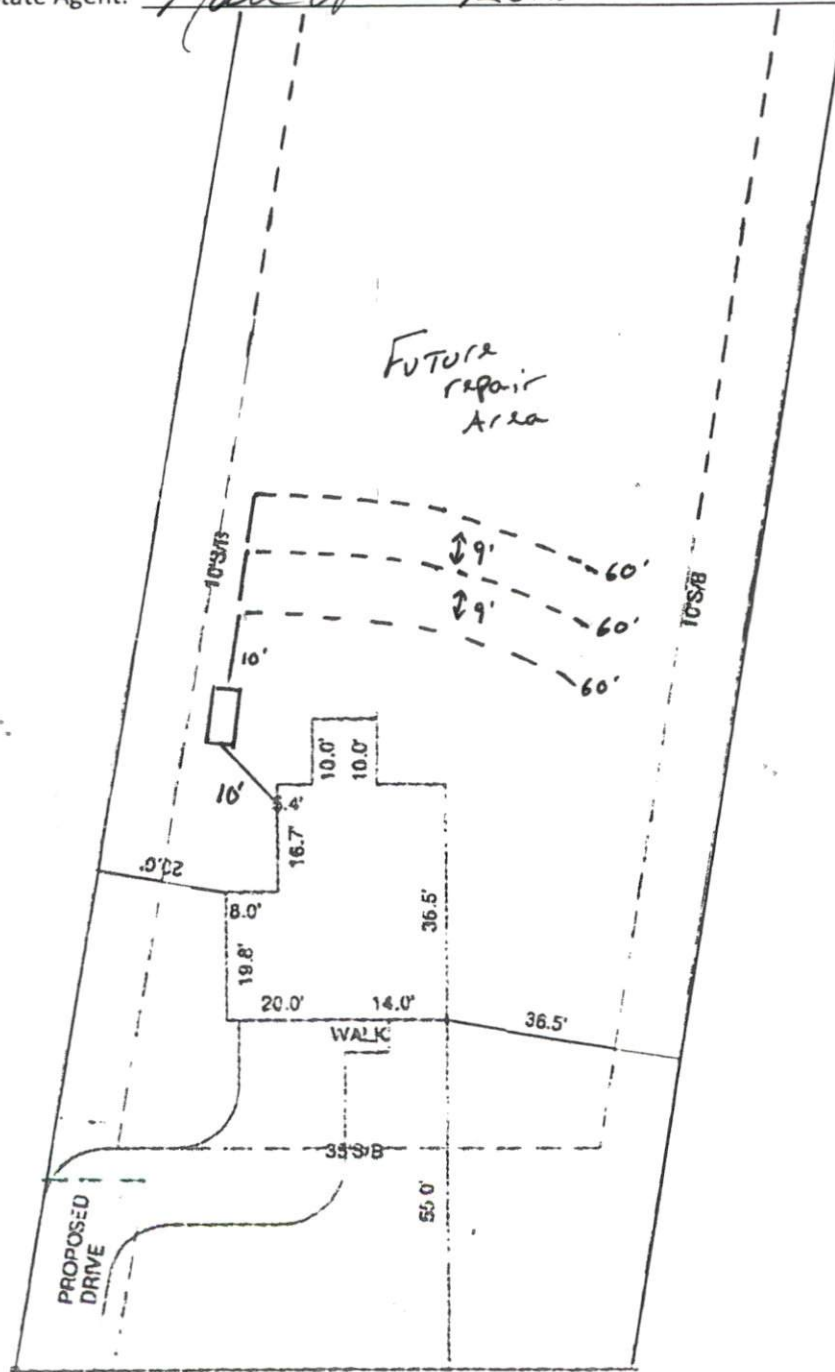 tate Agent:
Future
repair
Area
10'S/B
9'
60'
9'
60'
10'S/B
10'
60'
10.0'
10.0'
10'
5.4'
16.7'
20.0'
8.0'
36.5'
19.8'
20.0'
14.0'
36.5'
WALK
35'S/B
55.0'
PROPOSED
DRIVE